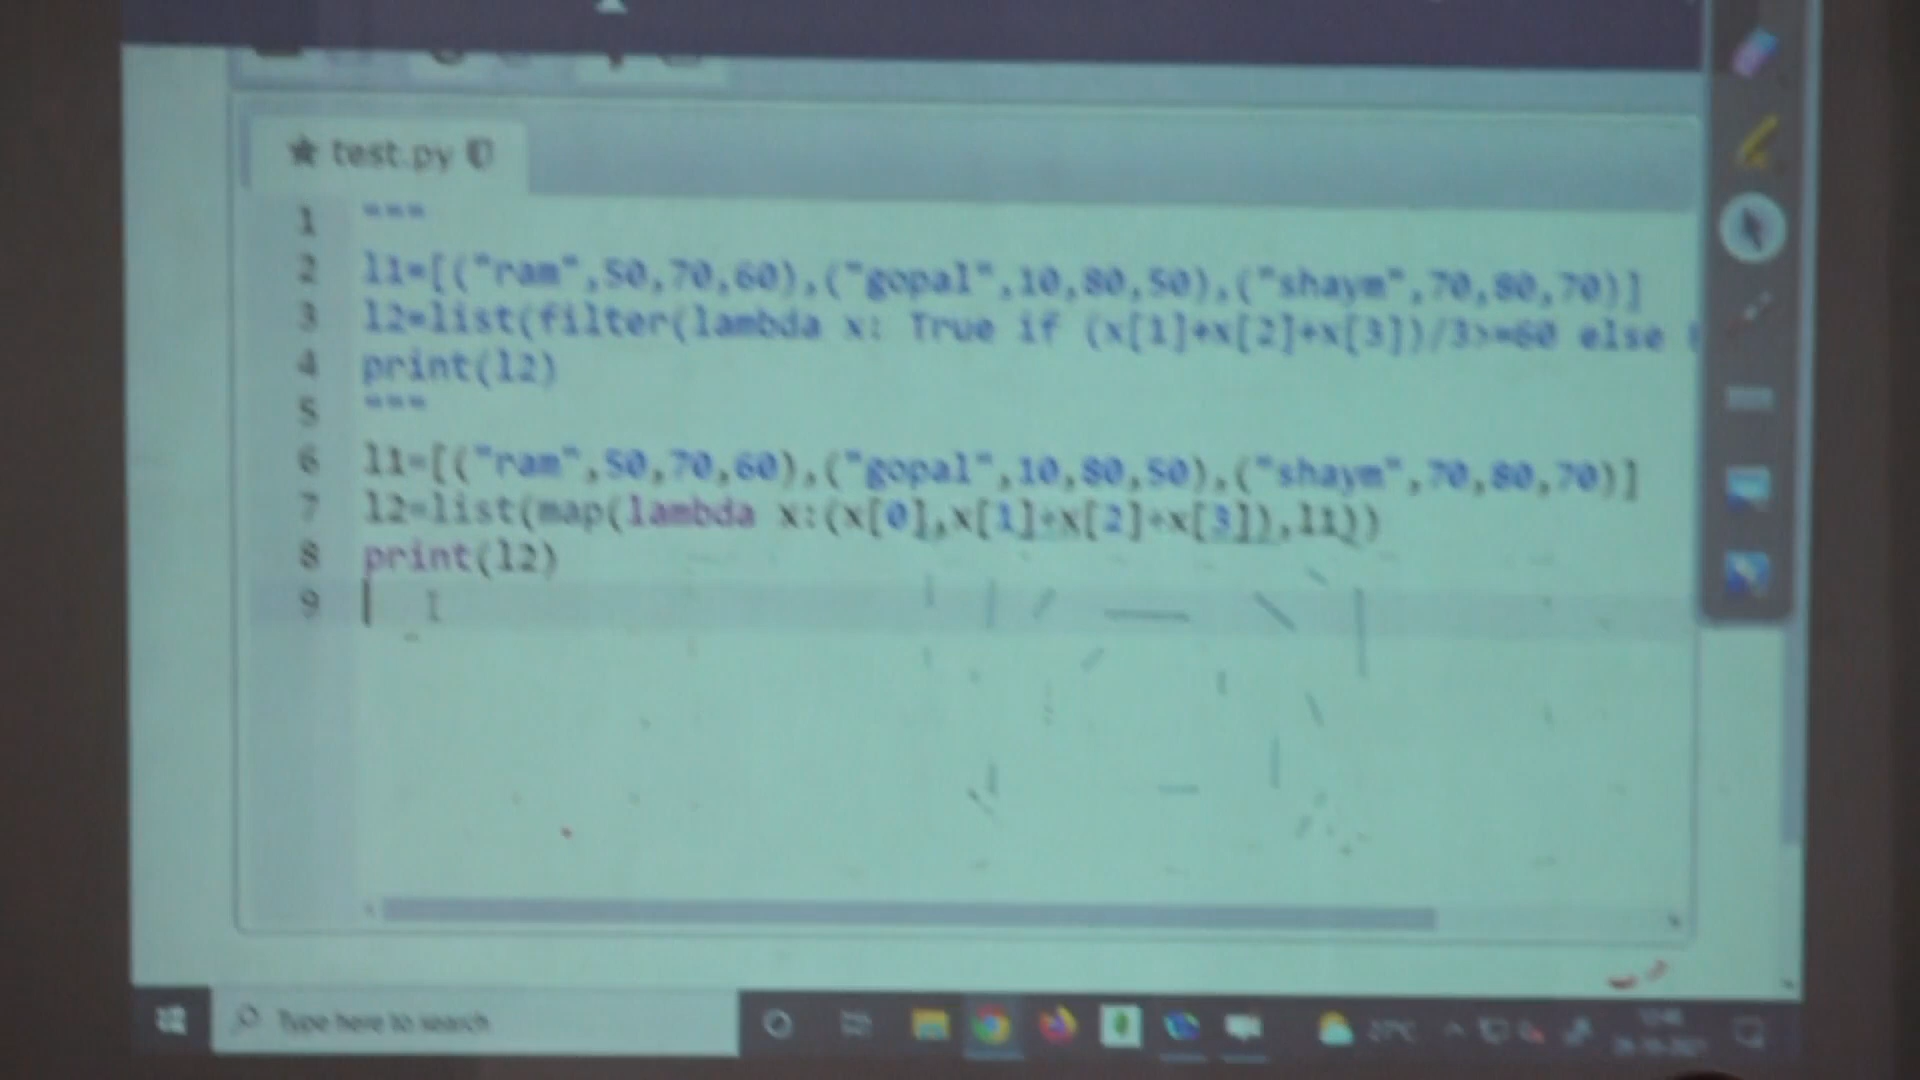 test.py
1 """
2 l1=[("ram",50,70,60),("gopal",10,80,50),("shaym",70,80,70)]
3 l2=list(filter(lambda x: True if (x[1]+x[2]+x[3])/3>=60 else
4 print(l2)
5 """
6 l1=[("ram",50,70,60),("gopal",10,80,50),("shaym",70,80,70)]
7 l2=list(map(lambda x:(x[0],x[1]+x[2]+x[3]),l1))
8 print(l2)
9
Type here to search 27°C